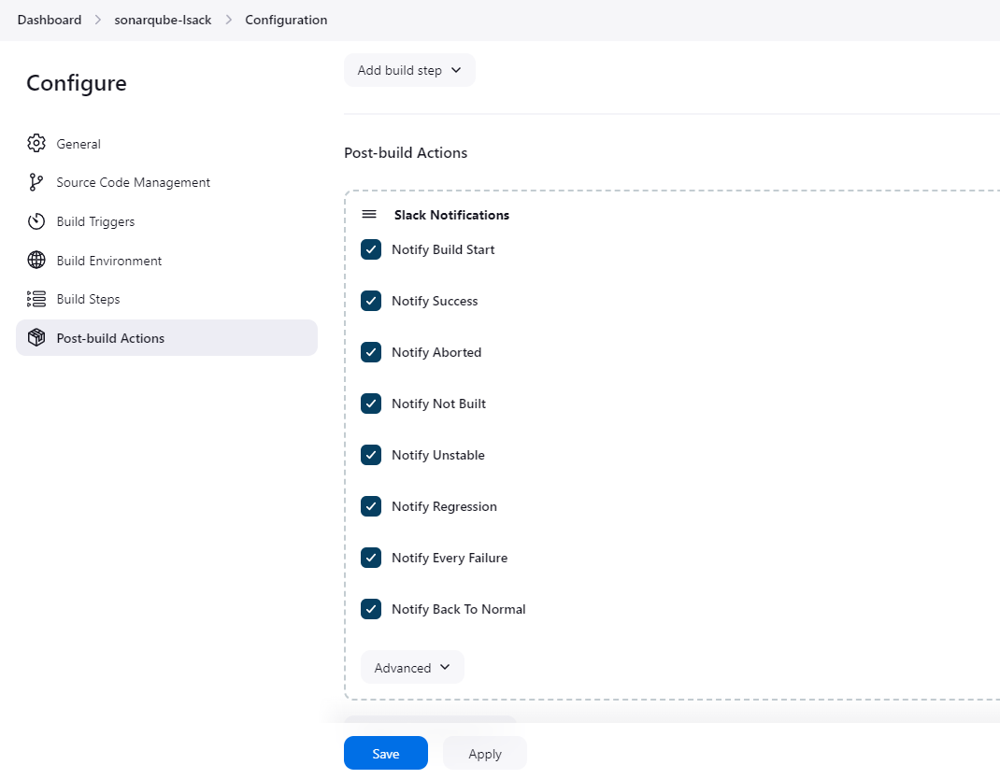 Dashboard > sonarqube-lsack > Configuration
Configure
General
Source Code Management
Build Triggers
Build Environment
Build Steps
Post-build Actions
Add build step
Post-build Actions
Slack Notifications
Notify Build Start
Notify Success
Notify Aborted
Notify Not Built
Notify Unstable
Notify Regression
Notify Every Failure
Notify Back To Normal
Advanced
Save
Apply